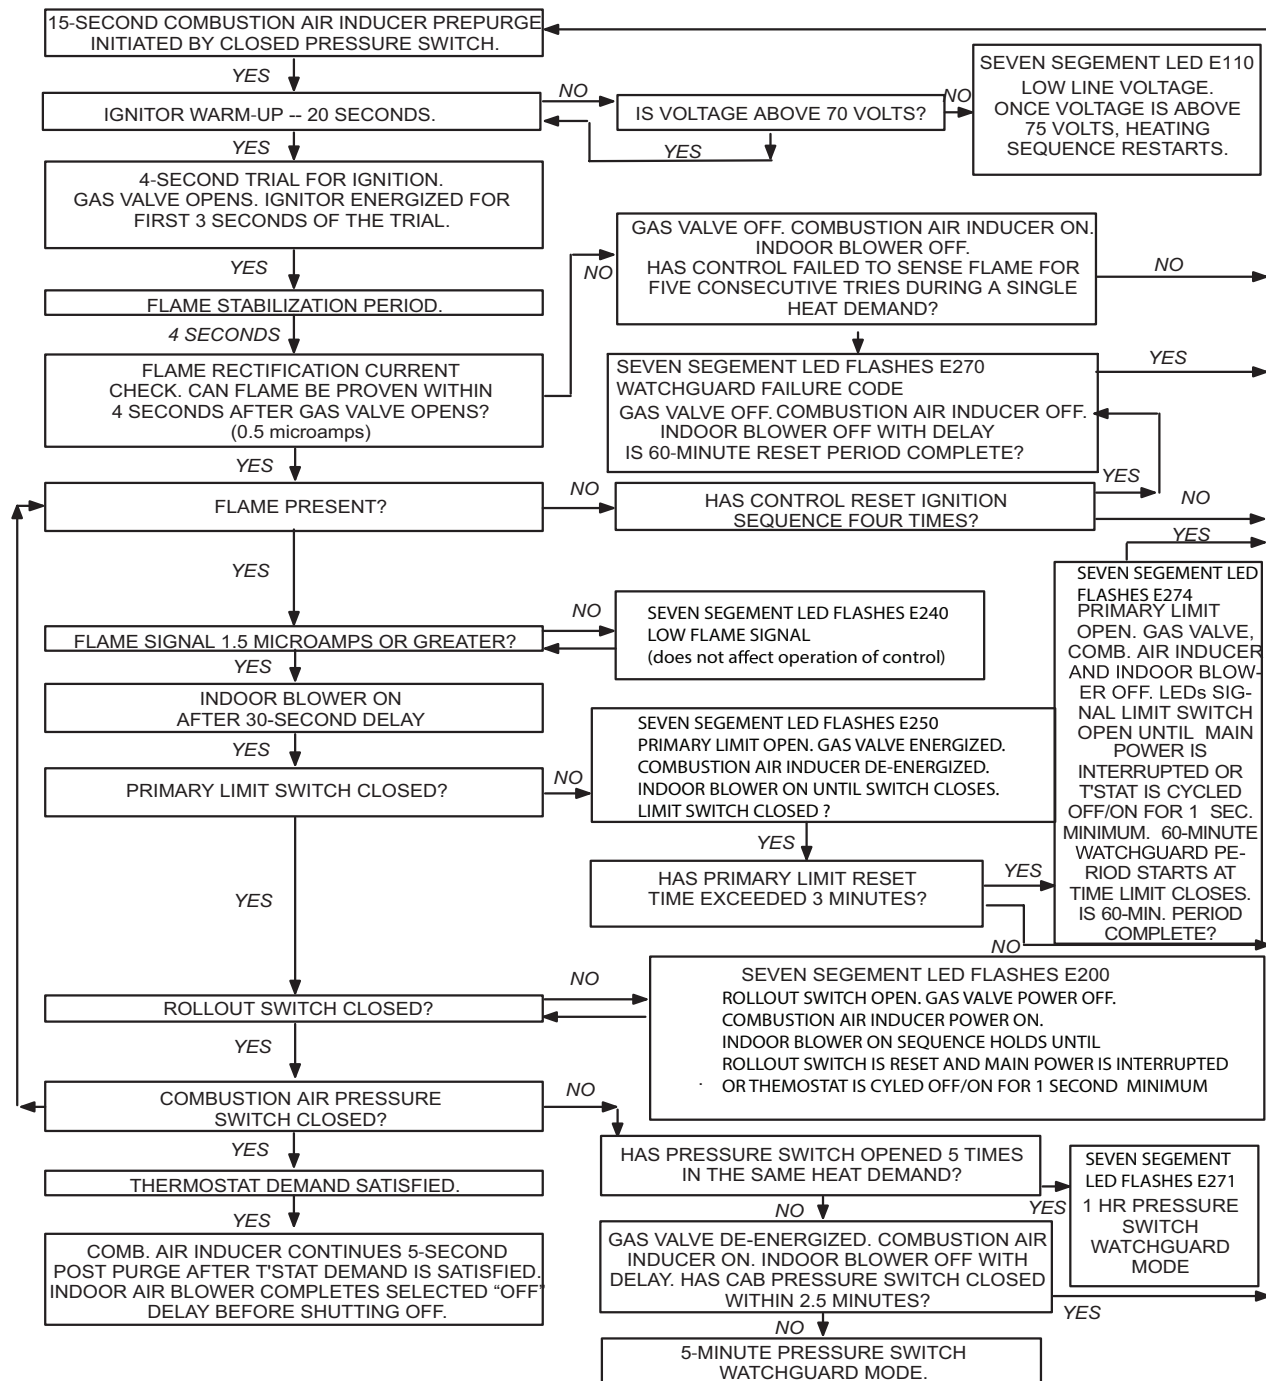 15-SECOND COMBUSTION AIR INDUCER PREPURGE
INITIATED BY CLOSED PRESSURE SWITCH.
YES
IGNITOR WARM-UP -- 20 SECONDS.
NO
IS VOLTAGE ABOVE 70 VOLTS?
NO
YES
SEVEN SEGEMENT LED E110
LOW LINE VOLTAGE.
ONCE VOLTAGE IS ABOVE
75 VOLTS, HEATING
SEQUENCE RESTARTS.
YES
4-SECOND TRIAL FOR IGNITION.
GAS VALVE OPENS. IGNITOR ENERGIZED FOR
FIRST 3 SECONDS OF THE TRIAL.
YES
FLAME STABILIZATION PERIOD.
4 SECONDS
FLAME RECTIFICATION CURRENT
CHECK. CAN FLAME BE PROVEN WITHIN
4 SECONDS AFTER GAS VALVE OPENS?
(0.5 microamps)
NO
GAS VALVE OFF. COMBUSTION AIR INDUCER ON.
INDOOR BLOWER OFF.
HAS CONTROL FAILED TO SENSE FLAME FOR
FIVE CONSECUTIVE TRIES DURING A SINGLE
HEAT DEMAND?
NO
SEVEN SEGEMENT LED FLASHES E270
WATCHGUARD FAILURE CODE
GAS VALVE OFF. COMBUSTION AIR INDUCER OFF.
INDOOR BLOWER OFF WITH DELAY
IS 60-MINUTE RESET PERIOD COMPLETE?
YES
YES
FLAME PRESENT?
NO
HAS CONTROL RESET IGNITION
SEQUENCE FOUR TIMES?
YES
NO
YES
FLAME SIGNAL 1.5 MICROAMPS OR GREATER?
NO
SEVEN SEGEMENT LED FLASHES E240
LOW FLAME SIGNAL
(does not affect operation of control)
YES
SEVEN SEGEMENT LED
FLASHES E274
PRIMARY LIMIT
OPEN. GAS VALVE,
COMB. AIR INDUCER
AND INDOOR BLOW-
ER OFF. LEDs SIG-
NAL LIMIT SWITCH
OPEN UNTIL MAIN
POWER IS
INTERRUPTED OR
T'STAT IS CYCLED
OFF/ON FOR 1 SEC.
MINIMUM. 60-MINUTE
WATCHGUARD PE-
RIOD STARTS AT
TIME LIMIT CLOSES.
IS 60-MIN. PERIOD
COMPLETE?
YES
INDOOR BLOWER ON
AFTER 30-SECOND DELAY
YES
PRIMARY LIMIT SWITCH CLOSED?
NO
SEVEN SEGEMENT LED FLASHES E250
PRIMARY LIMIT OPEN. GAS VALVE ENERGIZED.
COMBUSTION AIR INDUCER DE-ENERGIZED.
INDOOR BLOWER ON UNTIL SWITCH CLOSES.
LIMIT SWITCH CLOSED ?
YES
HAS PRIMARY LIMIT RESET
TIME EXCEEDED 3 MINUTES?
YES
NO
YES
ROLLOUT SWITCH CLOSED?
NO
SEVEN SEGEMENT LED FLASHES E200
ROLLOUT SWITCH OPEN. GAS VALVE POWER OFF.
COMBUSTION AIR INDUCER POWER ON.
INDOOR BLOWER ON SEQUENCE HOLDS UNTIL
ROLLOUT SWITCH IS RESET AND MAIN POWER IS INTERRUPTED
OR THEMOSTAT IS CYLED OFF/ON FOR 1 SECOND MINIMUM
YES
COMBUSTION AIR PRESSURE
SWITCH CLOSED?
NO
HAS PRESSURE SWITCH OPENED 5 TIMES
IN THE SAME HEAT DEMAND?
YES
SEVEN SEGEMENT
LED FLASHES E271
1 HR PRESSURE
SWITCH
WATCHGUARD
MODE
YES
THERMOSTAT DEMAND SATISFIED.
YES
COMB. AIR INDUCER CONTINUES 5-SECOND
POST PURGE AFTER T'STAT DEMAND IS SATISFIED.
INDOOR AIR BLOWER COMPLETES SELECTED “OFF”
DELAY BEFORE SHUTTING OFF.
NO
GAS VALVE DE-ENERGIZED. COMBUSTION AIR
INDUCER ON. INDOOR BLOWER OFF WITH
DELAY. HAS CAB PRESSURE SWITCH CLOSED
WITHIN 2.5 MINUTES?
YES
NO
5-MINUTE PRESSURE SWITCH
WATCHGUARD MODE.